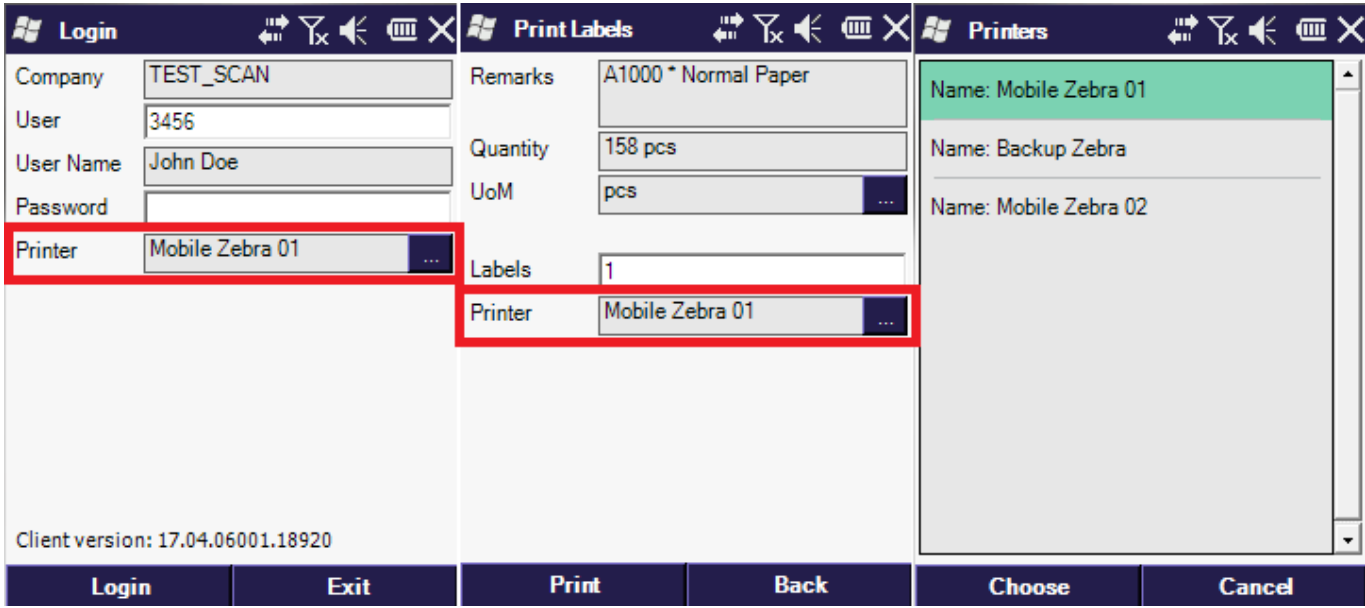 Login
Company TEST_SCAN
User 3456
User Name John Doe
Password
Printer Mobile Zebra 01 ...
Client version: 17.04.06001.18920
Login Exit
Print Labels
Remarks A1000 * Normal Paper
Quantity 158 pcs
UoM pcs ...
Labels 1
Printer Mobile Zebra 01 ...
Print Back
Printers
Name: Mobile Zebra 01
Name: Backup Zebra
Name: Mobile Zebra 02
Choose Cancel